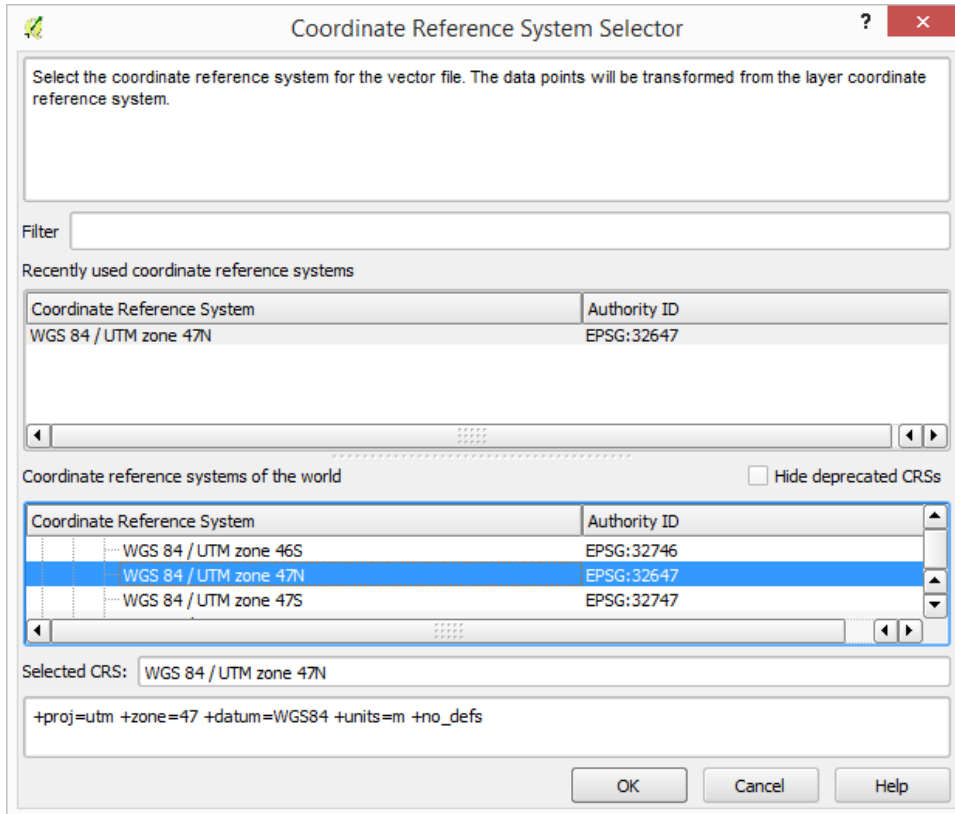 Coordinate Reference System Selector ?
Select the coordinate reference system for the vector file. The data points will be transformed from the layer coordinate
reference system.
Filter
Recently used coordinate reference systems
Coordinate Reference System Authority ID
WGS 84 / UTM zone 47N EPSG:32647
Coordinate reference systems of the world Hide deprecated CRSs
Coordinate Reference System Authority ID
WGS 84 / UTM zone 46S EPSG:32746
WGS 84 / UTM zone 47N EPSG:32647
WGS 84 / UTM zone 47S EPSG:32747
Selected CRS: WGS 84 / UTM zone 47N
+proj=utm +zone=47 +datum=WGS84 +units=m +no_defs
OK Cancel Help